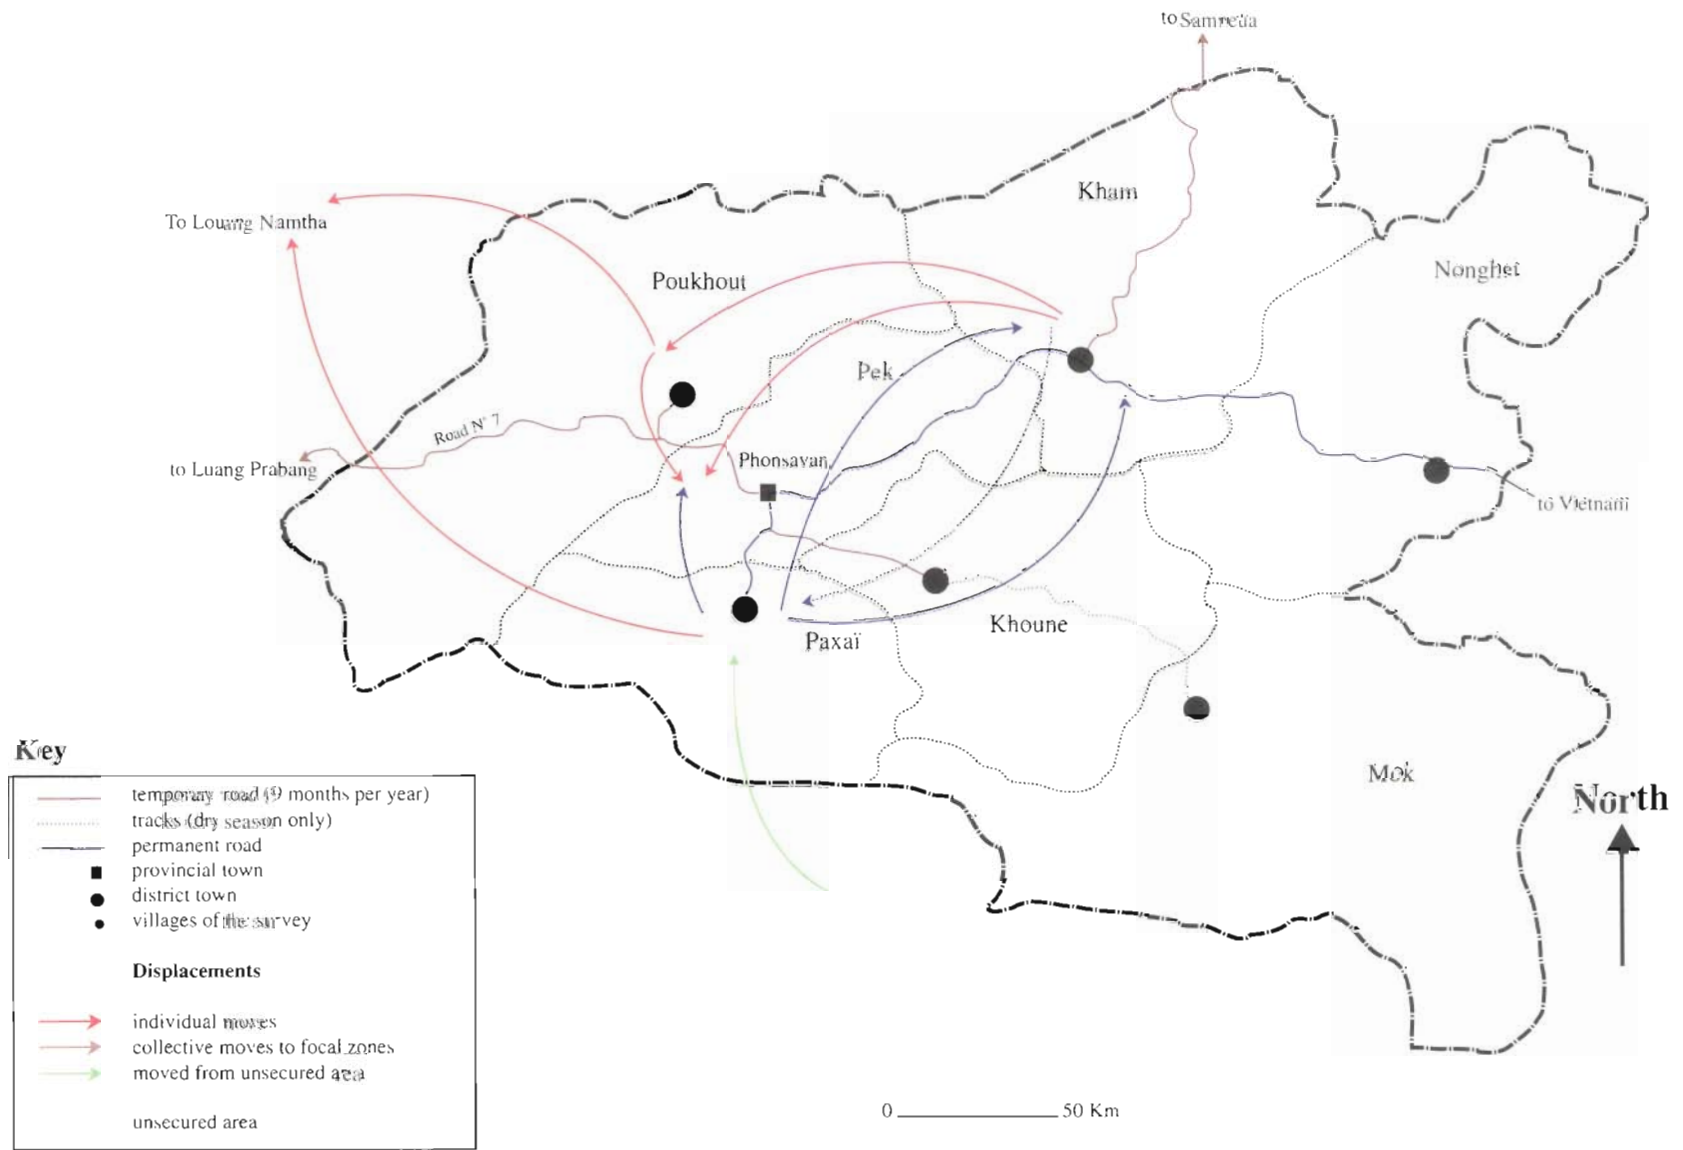 to Samneua
Kham
Nonghet
To Louang Namtha
Poukhout
Pek
Road N° 7
to Luang Prabang
Phonsavan
to Vietnam
Khoune
Paxaï
Mok
North
Key
temporary road (9 months per year)
tracks (dry season only)
permanent road
provincial town
district town
villages of the survey
Displacements
individual moves
collective moves to focal zones
moved from unsecured area
unsecured area
0 50 Km